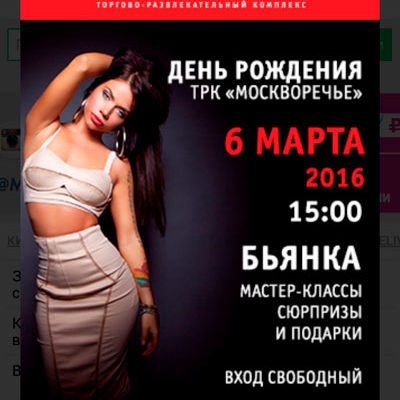 ТОРГОВО-РАЗВЛЕКАТЕЛЬНЫЙ КОМПЛЕКС
ДЕНЬ РОЖДЕНИЯ
ТРК «МОСКВОРЕЧЬЕ»
6 МАРТА
2016
15:00
БЬЯНКА
МАСТЕР-КЛАССЫ
СЮРПРИЗЫ
И ПОДАРКИ
ВХОД СВОБОДНЫЙ